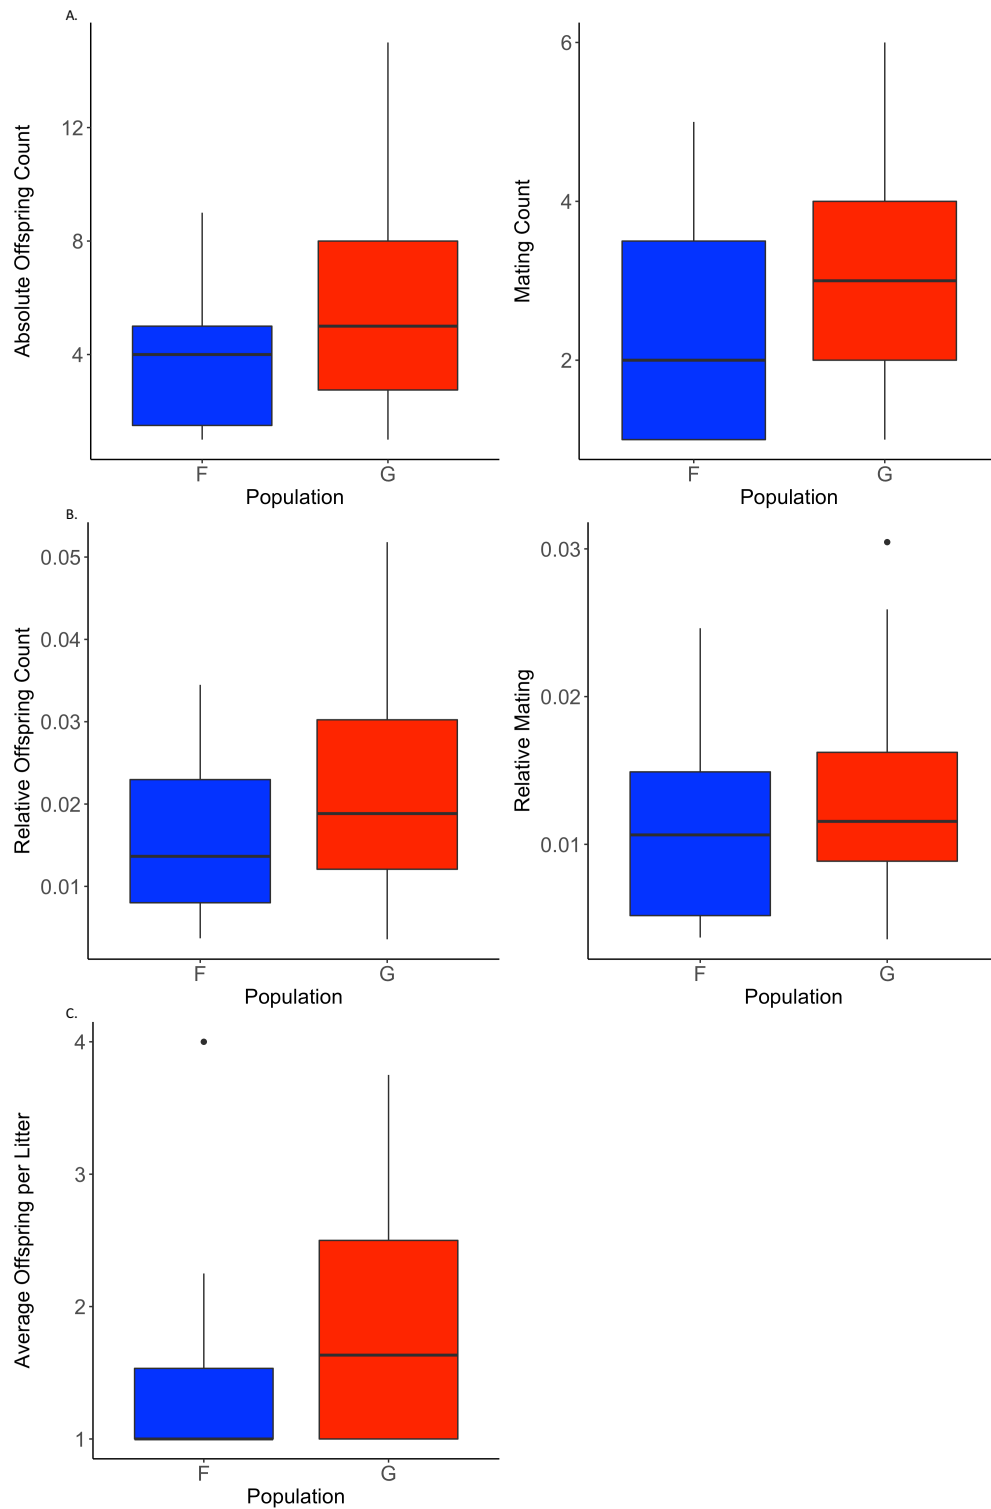 A.
Absolute Offspring Count
12
8
4
F
G
Population
Mating Count
6
4
2
F
G
Population
B.
Relative Offspring Count
0.05
0.04
0.03
0.02
0.01
F
G
Population
Relative Mating
0.03
0.02
0.01
F
G
Population
C.
Average Offspring per Litter
4
3
2
1
F
G
Population